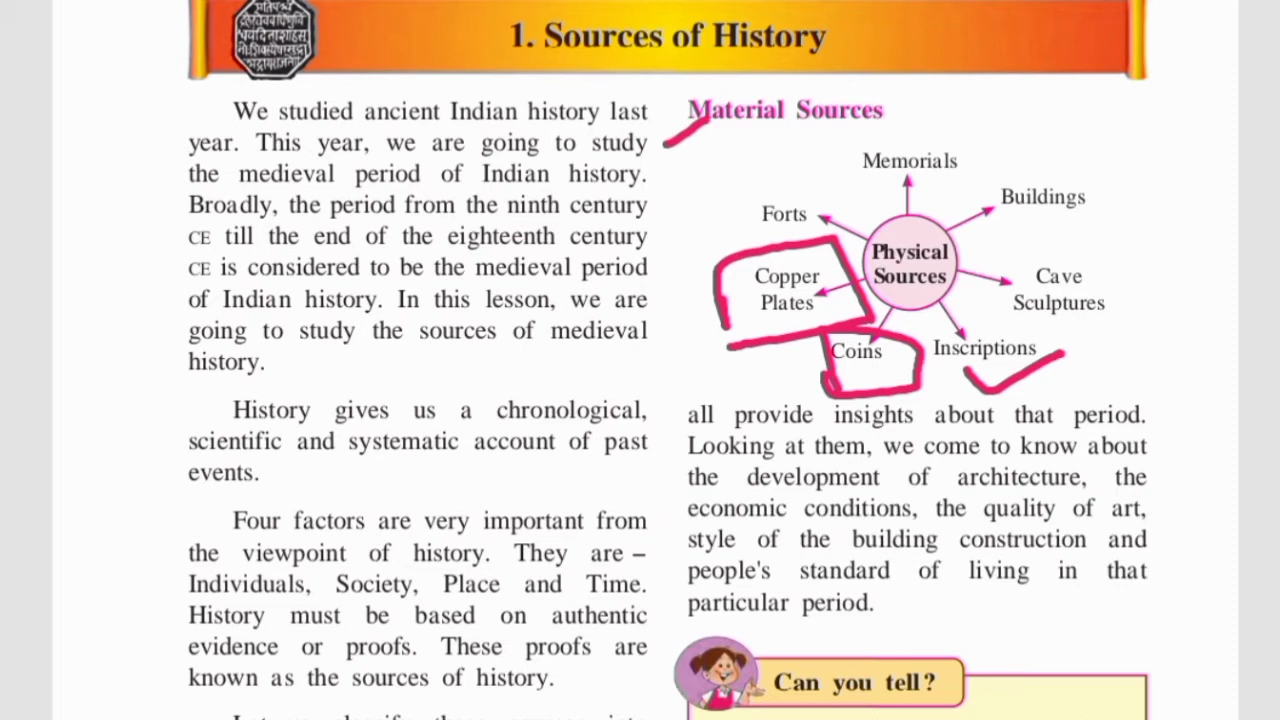 1. Sources of History
We studied ancient Indian history last
year. This year, we are going to study
the medieval period of Indian history.
Broadly, the period from the ninth century
CE till the end of the eighteenth century
CE is considered to be the medieval period
of Indian history. In this lesson, we are
going to study the sources of medieval
history.
History gives us a chronological,
scientific and systematic account of past
events.
Four factors are very important from
the viewpoint of history. They are –
Individuals, Society, Place and Time.
History must be based on authentic
evidence or proofs. These proofs are
known as the sources of history.
Material Sources
Memorials
Buildings
Forts
Physical
Sources
Copper
Plates
Cave
Sculptures
Coins
Inscriptions
all provide insights about that period.
Looking at them, we come to know about
the development of architecture, the
economic conditions, the quality of art,
style of the building construction and
people's standard of living in that
particular period.
Can you tell?